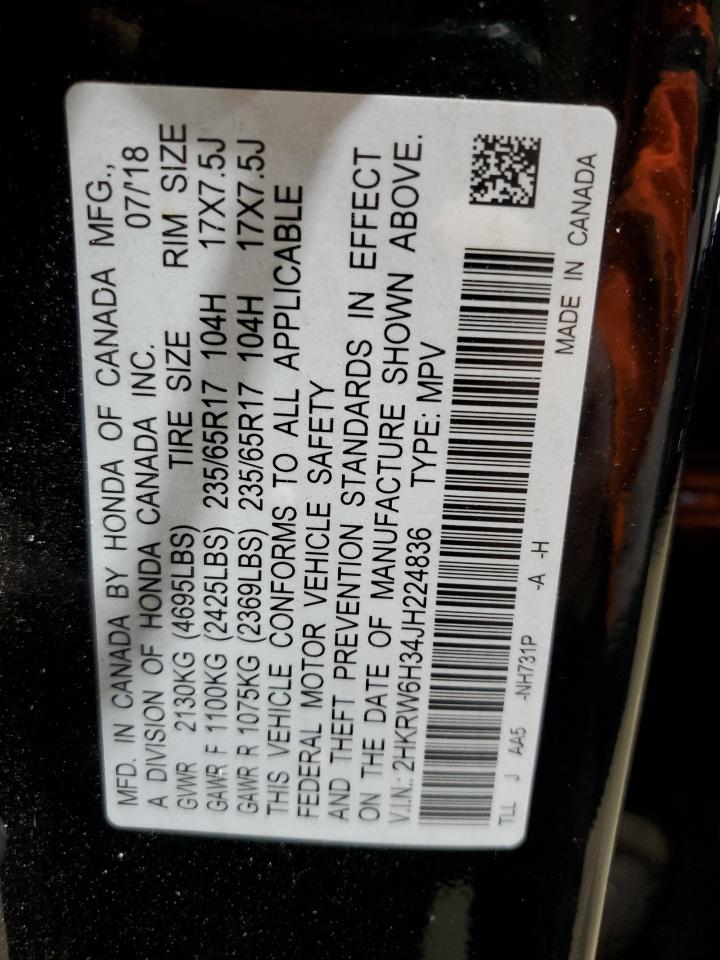 MFD. IN CANADA BY HONDA OF CANADA MFG.,
A DIVISION OF HONDA CANADA INC. 07/'18
GVWR 2130KG (4695LBS) TIRE SIZE RIM SIZE
GAWR F 1100KG (2425LBS) 235/65R17 104H 17X7.5J
GAWR R 1075KG (2369LBS) 235/65R17 104H 17X7.5J
THIS VEHICLE CONFORMS TO ALL APPLICABLE
FEDERAL MOTOR VEHICLE SAFETY
AND THEFT PREVENTION STANDARDS IN EFFECT
ON THE DATE OF MANUFACTURE SHOWN ABOVE.
V.I.N.: 2HKRW6H34JH224836 TYPE: MPV
TLL J AA5 -NH731P -A -H MADE IN CANADA